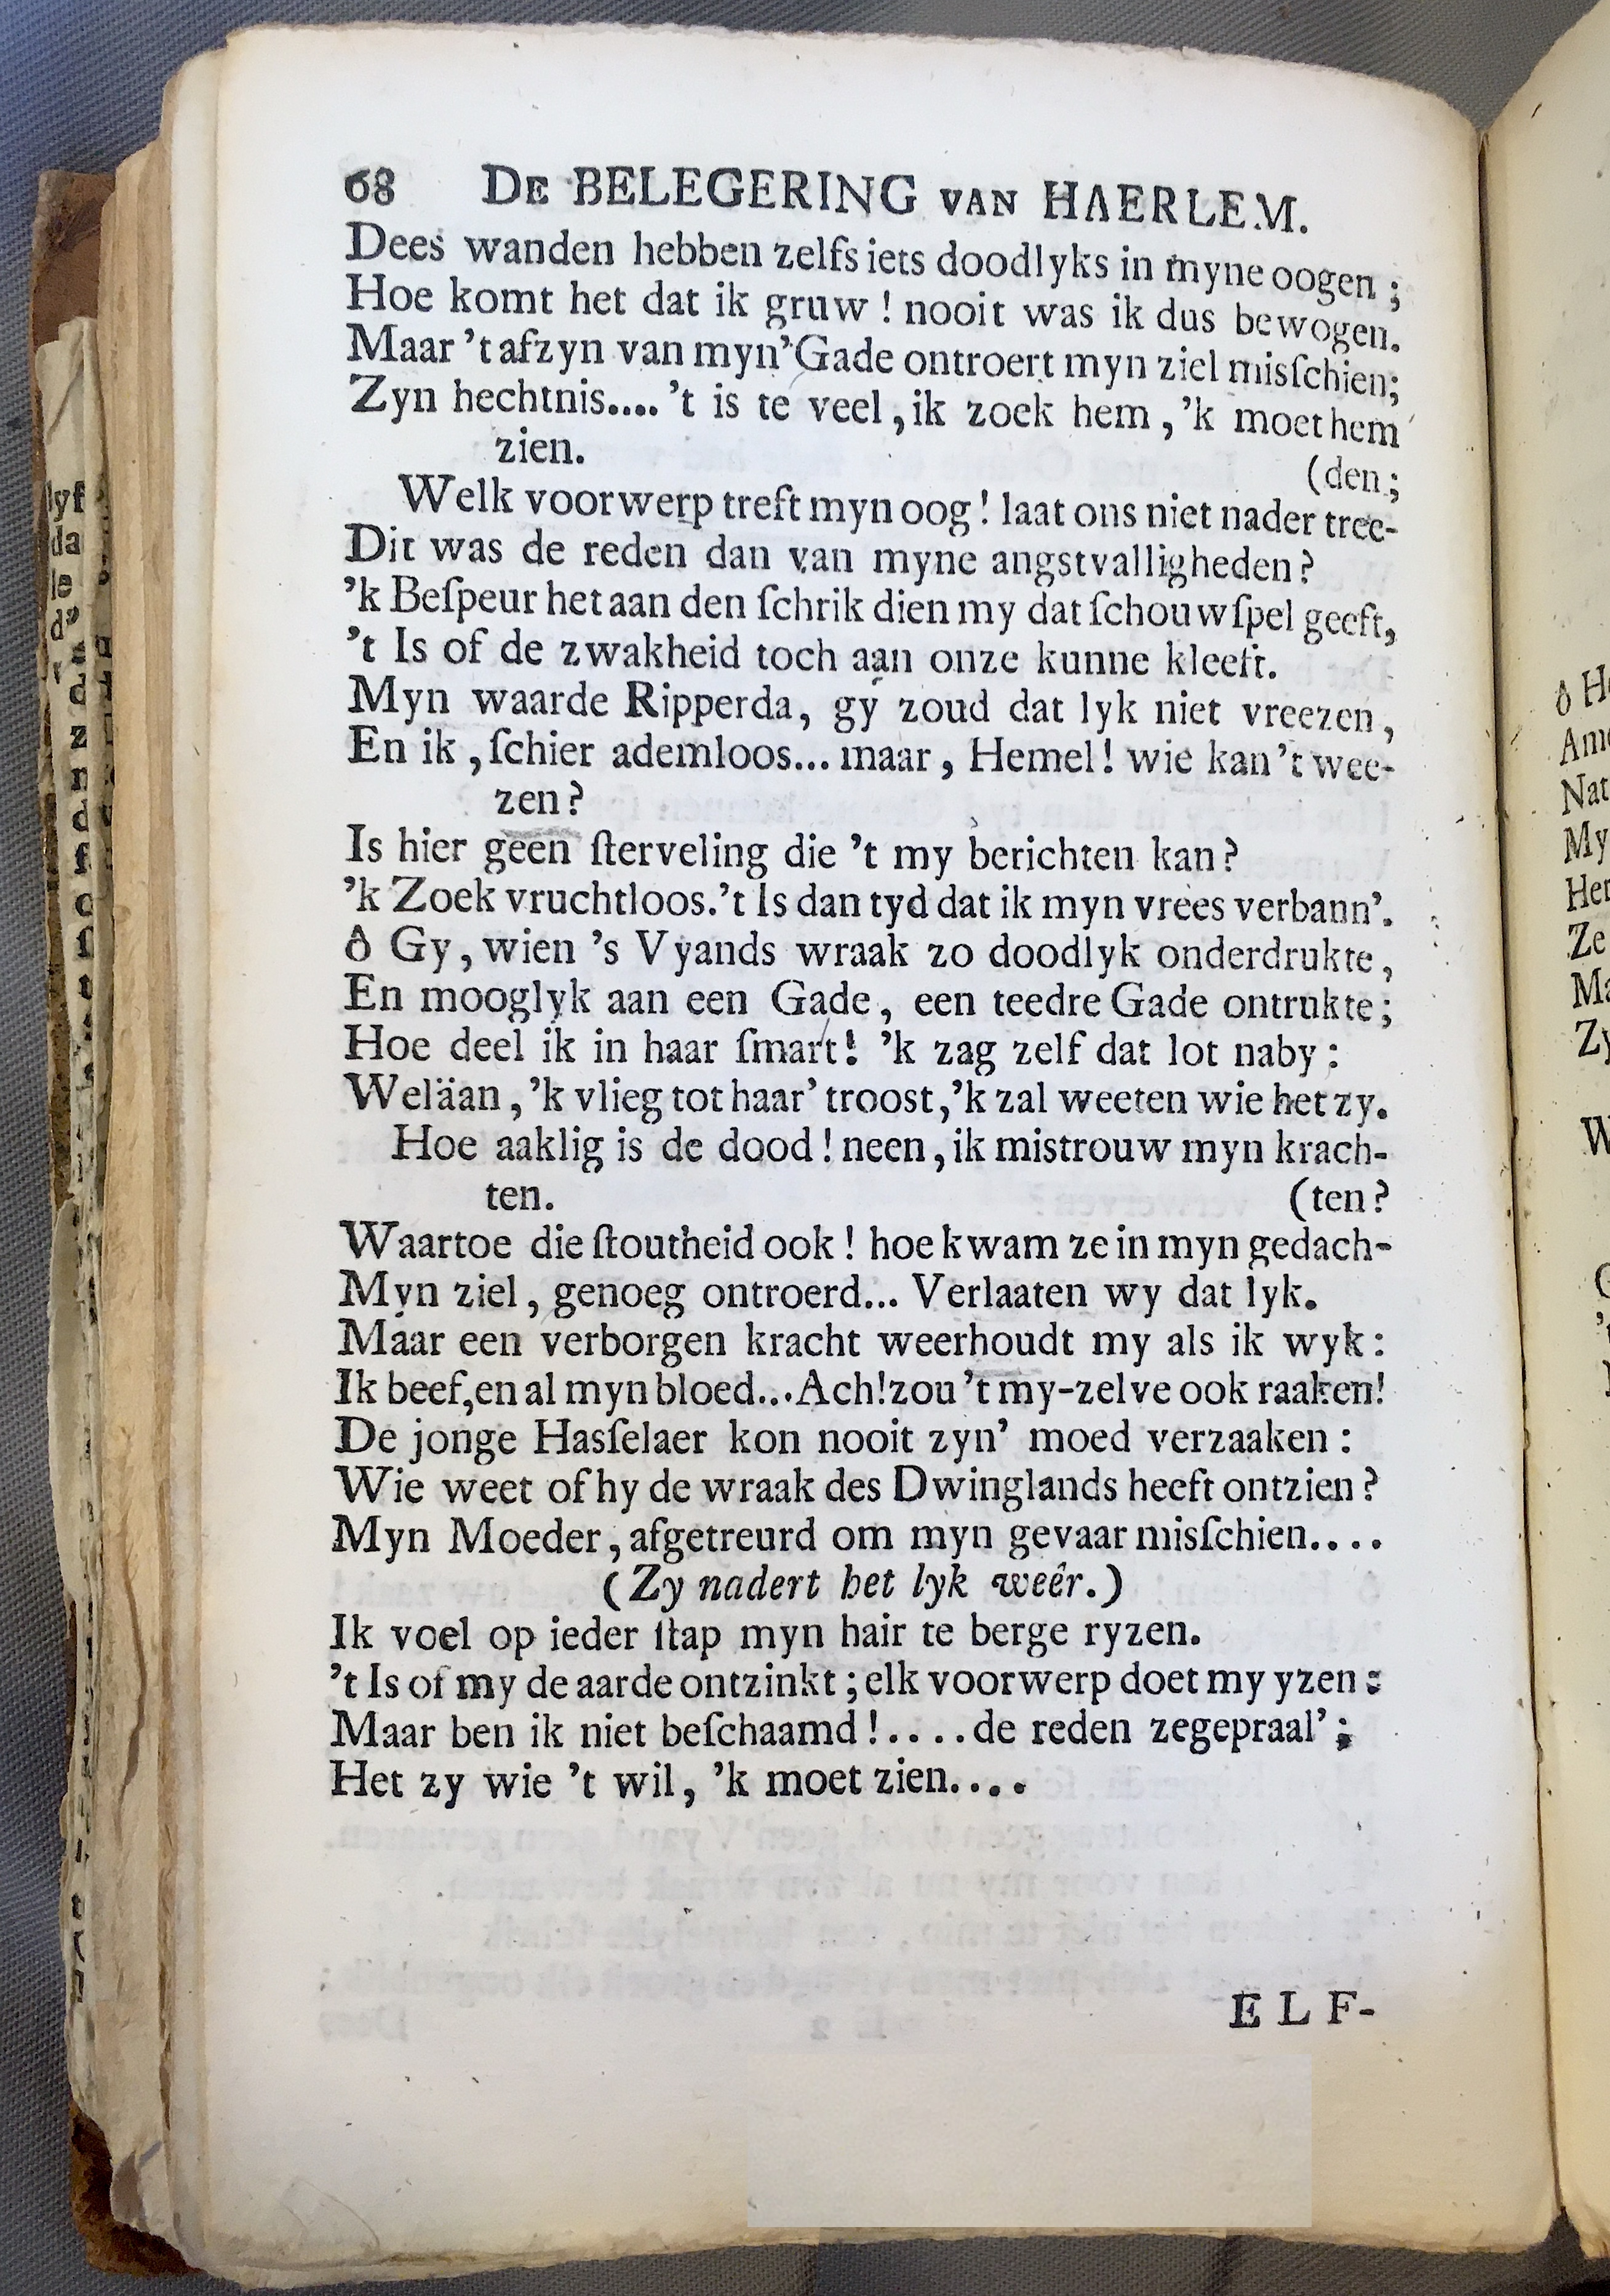 68 DE BELEGERING VAN HAERLEM.
Dees wanden hebben zelfs iets doodlyks in myne oogen;
Hoe komt het dat ik gruw! nooit was ik dus bewogen.
Maar 't afzyn van myn' Gade ontroert myn ziel misſchien;
Zyn hechtnis.... 't is te veel, ik zoek hem, 'k moet hem
zien.
(den;
Welk voorwerp treft myn oog! laat ons niet nader tree-
Dit was de reden dan van myne angstvalligheden?
'k Beſpeur het aan den ſchrik dien my dat ſchouwſpel geeft,
't Is of de zwakheid toch aan onze kunne kleeft.
Myn waarde Ripperda, gy zoud dat lyk niet vreezen,
En ik, ſchier ademloos... maar, Hemel! wie kan 't wee-
zen?
Is hier geen ſterveling die 't my berichten kan?
'k Zoek vruchtloos. 't Is dan tyd dat ik myn vrees verbann'.
ô Gy, wien 's Vyands wraak zo doodlyk onderdrukte,
En mooglyk aan een Gade, een teedre Gade ontrukte;
Hoe deel ik in haar ſmart! 'k zag zelf dat lot naby:
Weläan, 'k vlieg tot haar' troost, 'k zal weeten wie het zy.
Hoe aaklig is de dood! neen, ik mistrouw myn krach-
ten. (ten?
Waartoe die ſtoutheid ook! hoe kwam ze in myn gedach-
Myn ziel, genoeg ontroerd... Verlaaten wy dat lyk.
Maar een verborgen kracht weerhoudt my als ik wyk:
Ik beef, en al myn bloed... Ach! zou 't my-zelve ook raaken!
De jonge Hasſelaer kon nooit zyn' moed verzaaken:
Wie weet of hy de wraak des Dwinglands heeft ontzien?
Myn Moeder, afgetreurd om myn gevaar misſchien....
(Zy nadert het lyk weêr.)
Ik voel op ieder ſtap myn hair te berge ryzen.
't Is of my de aarde ontzinkt; elk voorwerp doet my yzen:
Maar ben ik niet beſchaamd!.... de reden zegepraal';
Het zy wie 't wil, 'k moet zien....
ELF-
ô
Nat
My
Her
Ze
Ma
Zy
W